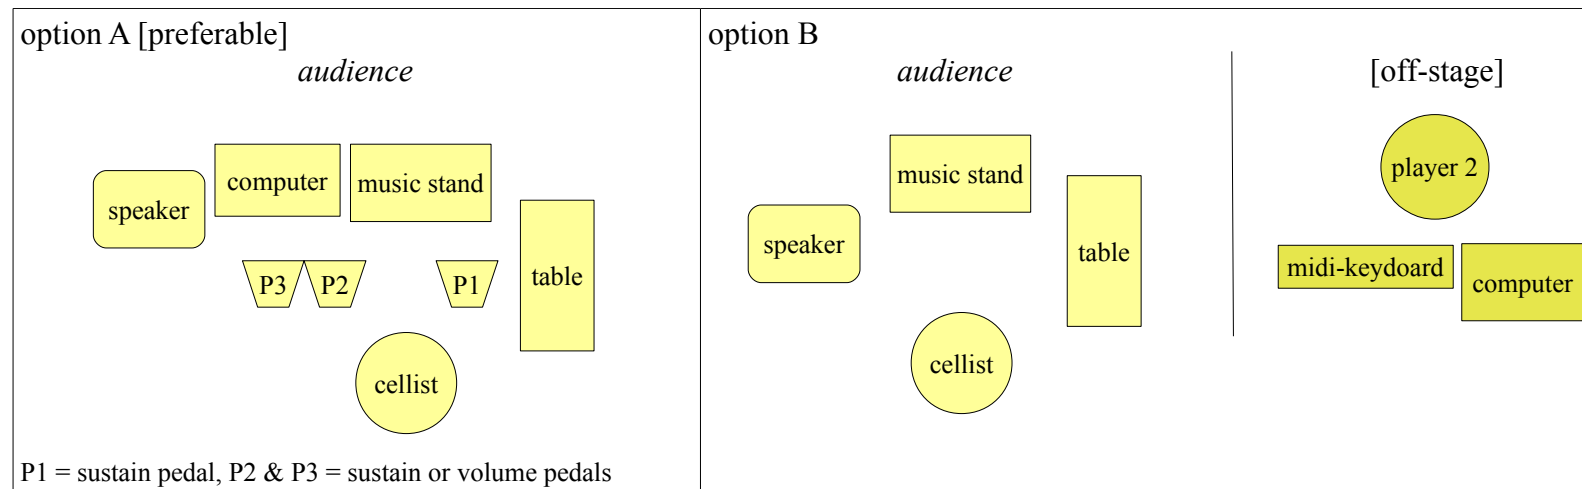 option A [preferable]
audience
computer
music stand
speaker
table
P3
P2
P1
cellist
P1 = sustain pedal, P2 & P3 = sustain or volume pedals
option B
audience
[off-stage]
music stand
player 2
speaker
table
midi-keydoard
computer
cellist